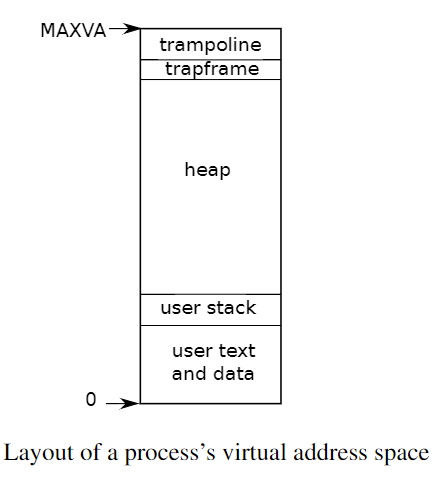 MAXVA
trampoline
trapframe
heap
user stack
user text
and data
0
Layout of a process’s virtual address space